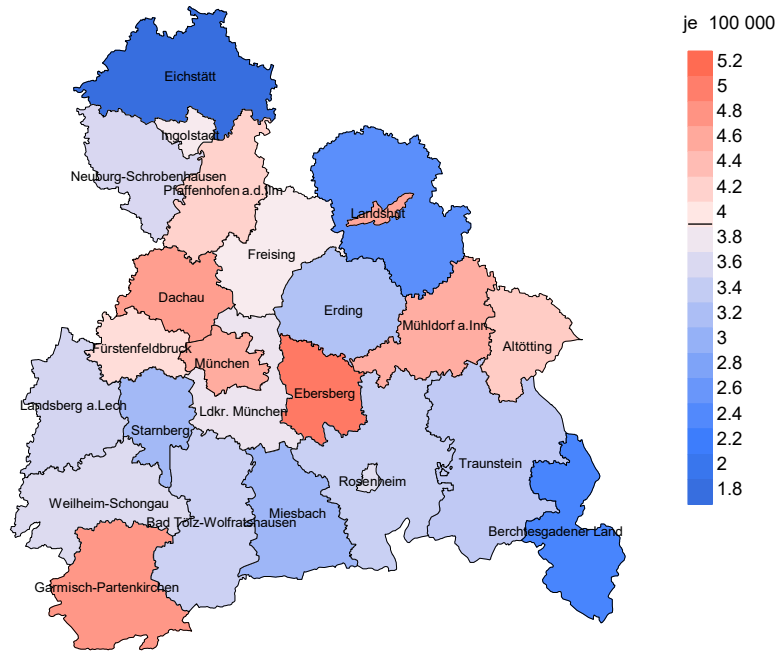 je 100 000
5.2
5
4.8
4.6
4.4
4.2
4
3.8
3.6
3.4
3.2
3
2.8
2.6
2.4
2.2
2
1.8
Eichstätt
Ingolstadt
Neuburg-Schrobenhausen
Pfaffenhofen a.d.Ilm
Landshut
Freising
Dachau
Erding
Mühldorf a.Inn
Altötting
Fürstenfeldbruck
München
Ebersberg
Landsberg a.Lech
Ldkr. München
Starnberg
Traunstein
Rosenheim
Weilheim-Schongau
Miesbach
Bad Tölz-Wolfratshausen
Berchtesgadener Land
Garmisch-Partenkirchen